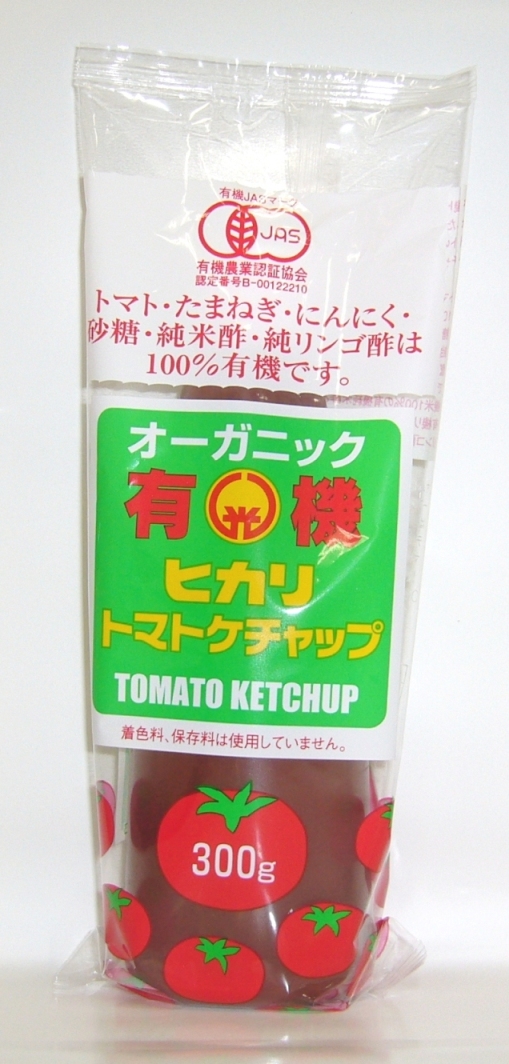 有機JASマーク
JAS
有機農業認証協会
認定番号B-00122210
トマト・たまねぎ・にんにく・
砂糖・純米酢・純リンゴ酢は
100%有機です。
オーガニック
有光機
ヒカリ
トマトケチャップ
TOMATO KETCHUP
着色料、保存料は使用していません。
300g